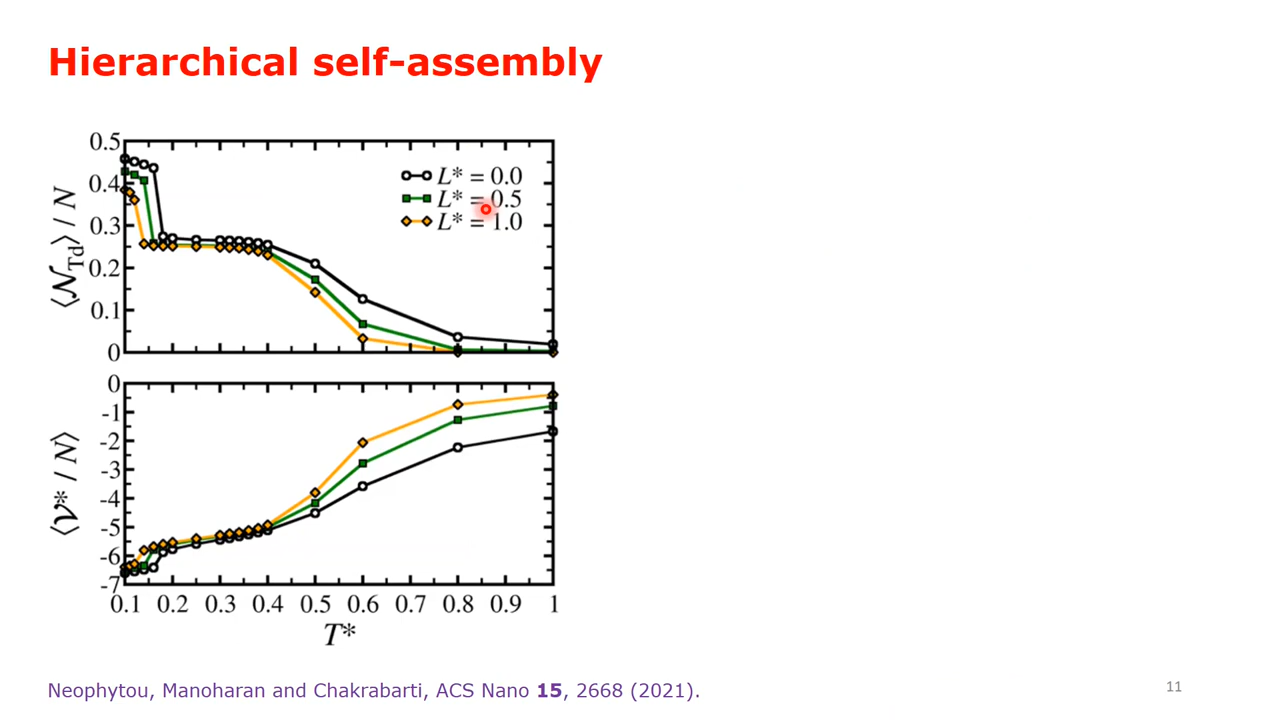 Hierarchical self-assembly
0.5
0.4
0.3
0.2
0.1
0
⟨𝒩Td⟩ / N
L* = 0.0
L* = 0.5
L* = 1.0
0
-1
-2
-3
-4
-5
-6
-7
⟨𝒱* / N⟩
0.1 0.2 0.3 0.4 0.5 0.6 0.7 0.8 0.9 1
T*
Neophytou, Manoharan and Chakrabarti, ACS Nano 15, 2668 (2021).
11